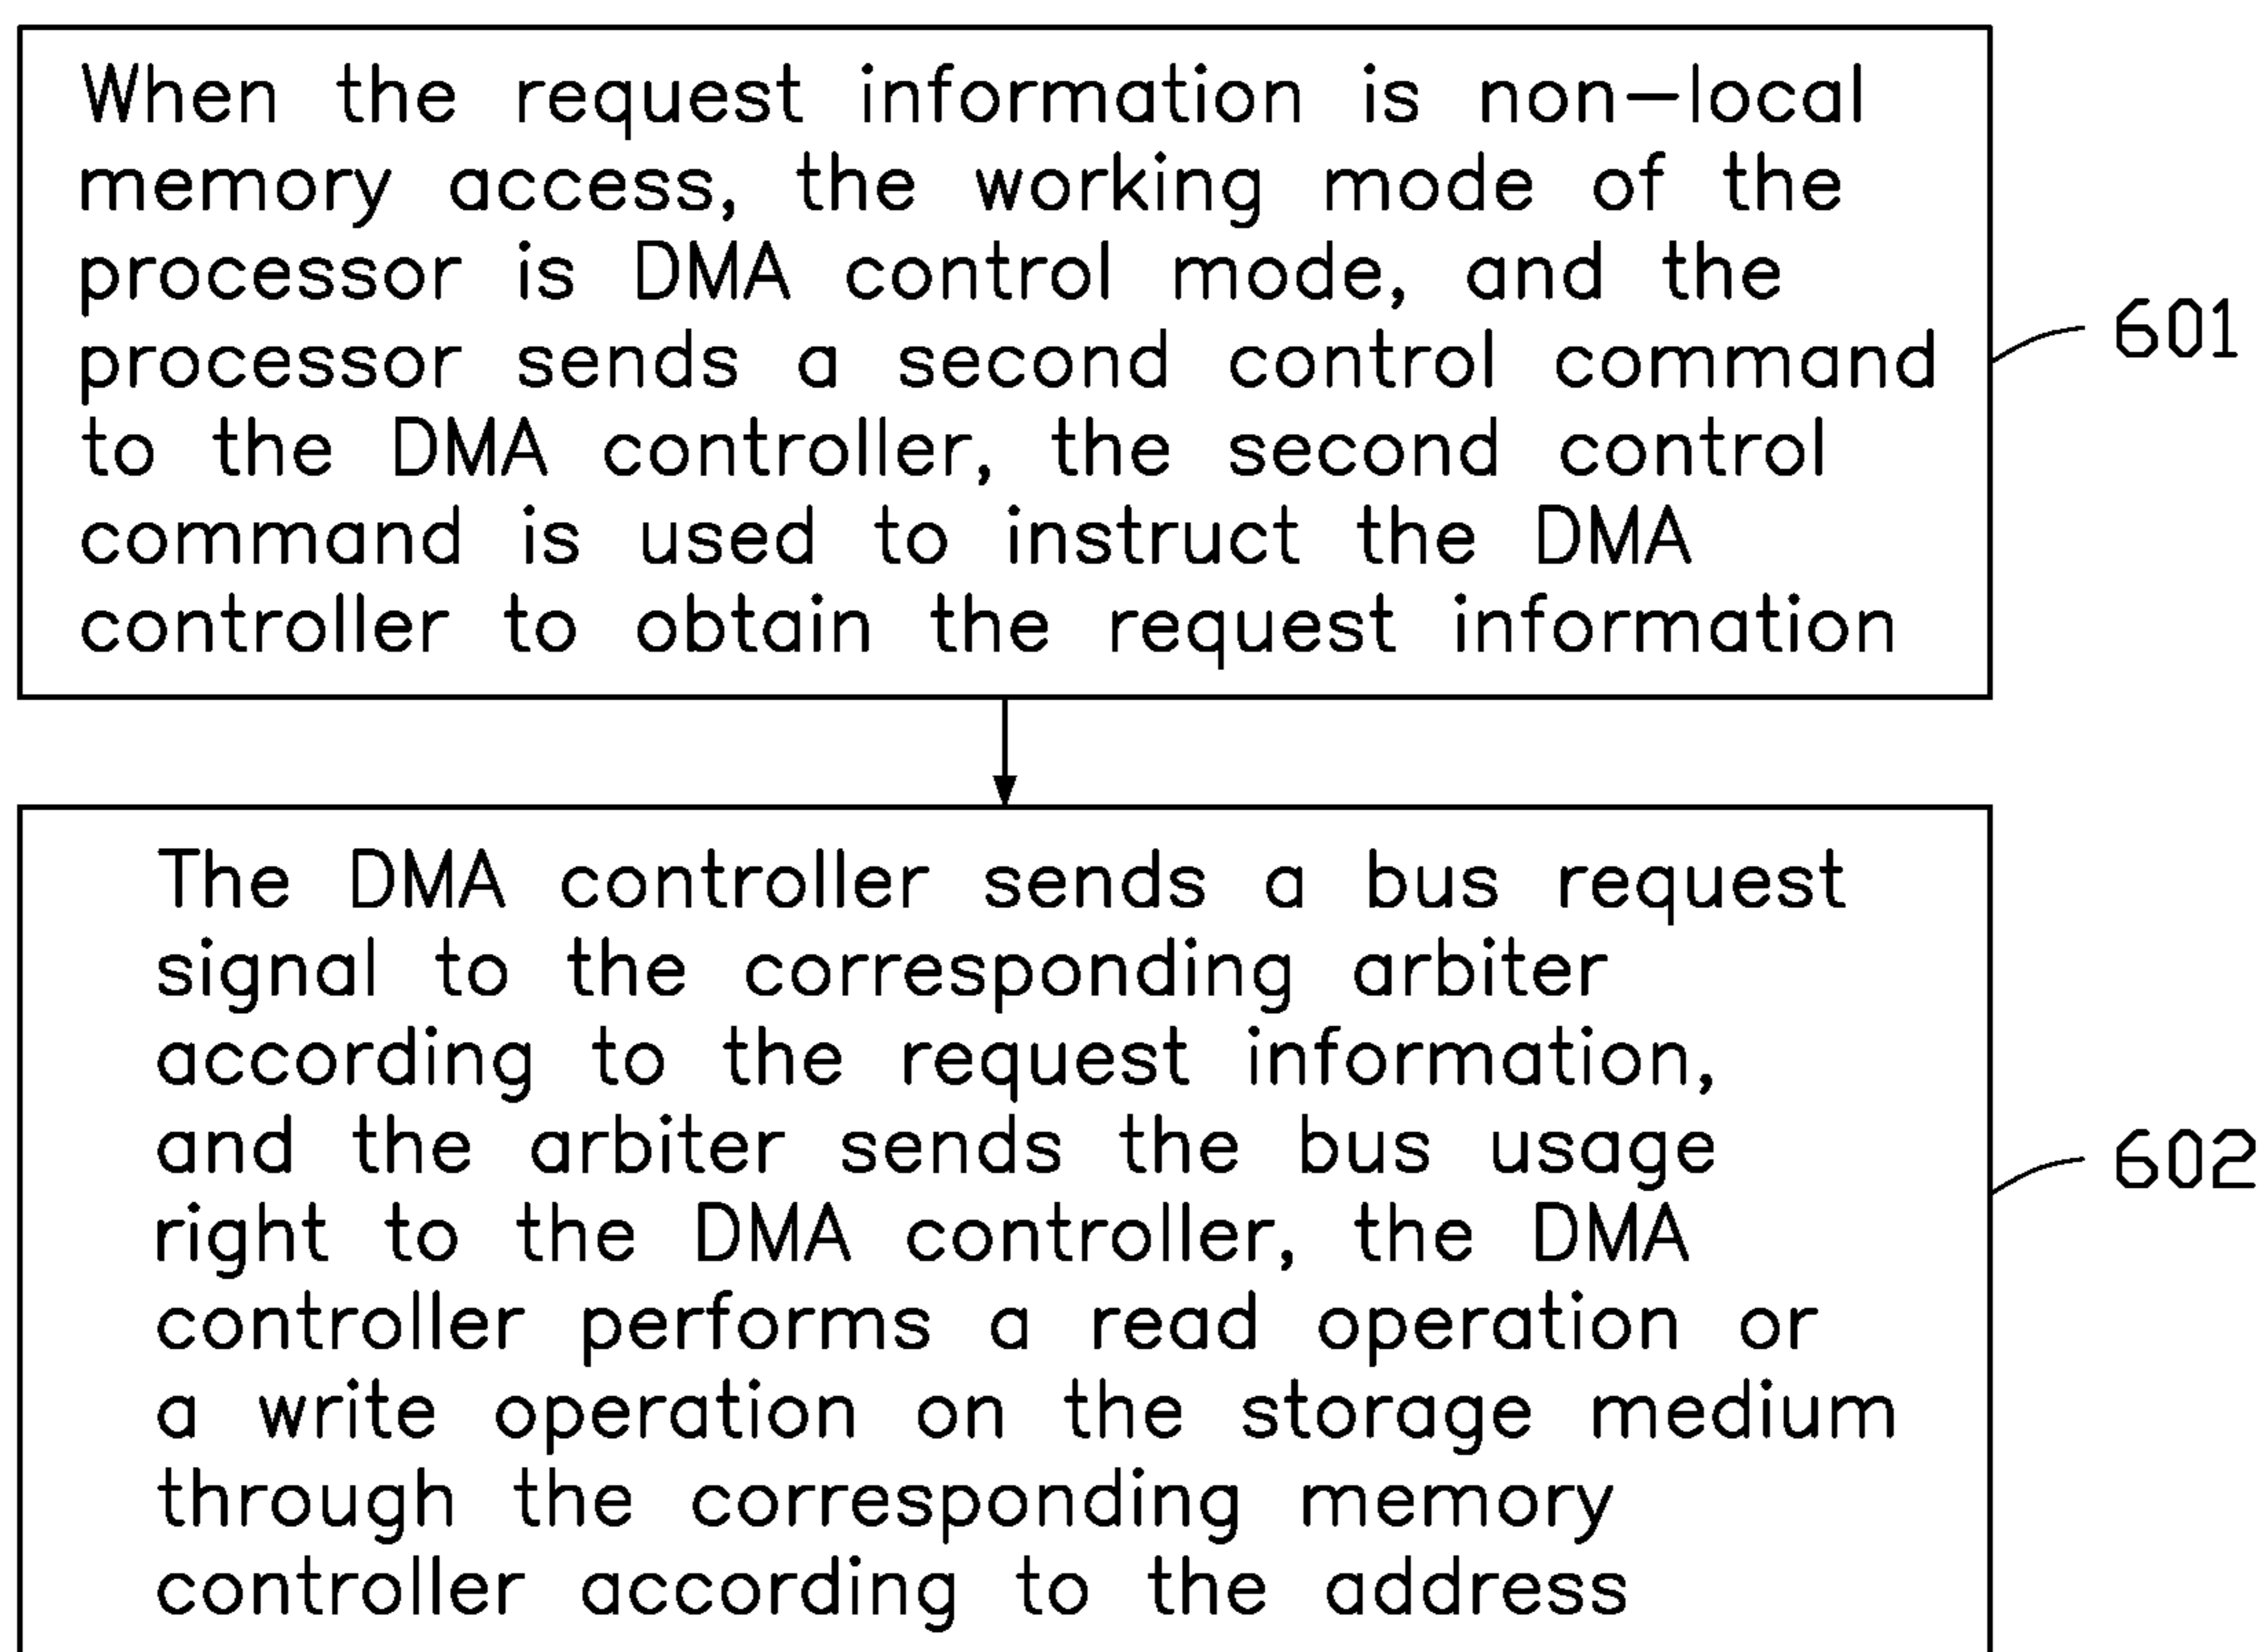 When the request information is non-local
memory access, the working mode of the
processor is DMA control mode, and the
processor sends a second control command
to the DMA controller, the second control
command is used to instruct the DMA
controller to obtain the request information
601
The DMA controller sends a bus request
signal to the corresponding arbiter
according to the request information,
and the arbiter sends the bus usage
right to the DMA controller, the DMA
controller performs a read operation or
a write operation on the storage medium
through the corresponding memory
controller according to the address
602